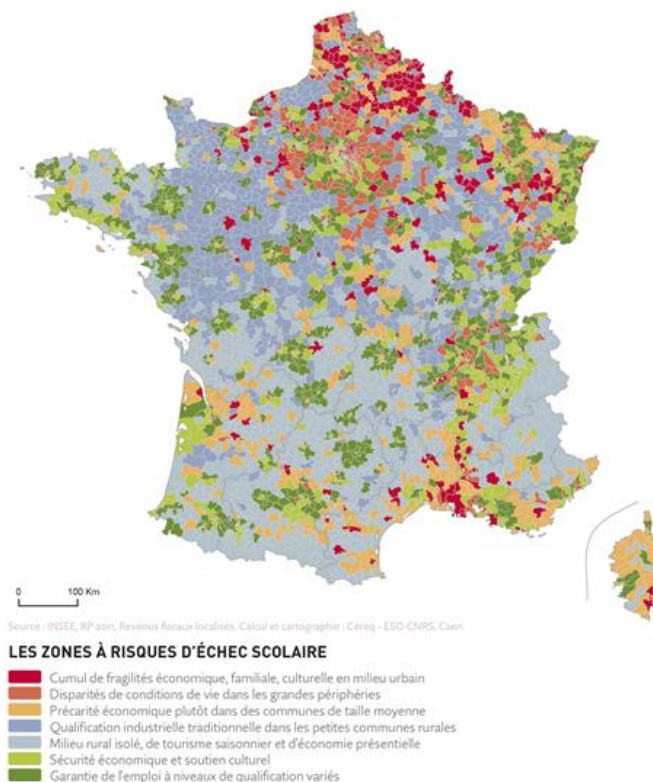 0 100 Km
Source : INSEE, RP 2011, Revenus fiscaux localisés. Calcul et cartographie : Céreq - ESO CNRS, Caen.
LES ZONES À RISQUES D'ÉCHEC SCOLAIRE
Cumul de fragilités économique, familiale, culturelle en milieu urbain
Disparités de conditions de vie dans les grandes périphéries
Précarité économique plutôt dans des communes de taille moyenne
Qualification industrielle traditionnelle dans les petites communes rurales
Milieu rural isolé, de tourisme saisonnier et d'économie présentielle
Sécurité économique et soutien culturel
Garantie de l'emploi à niveaux de qualification variés